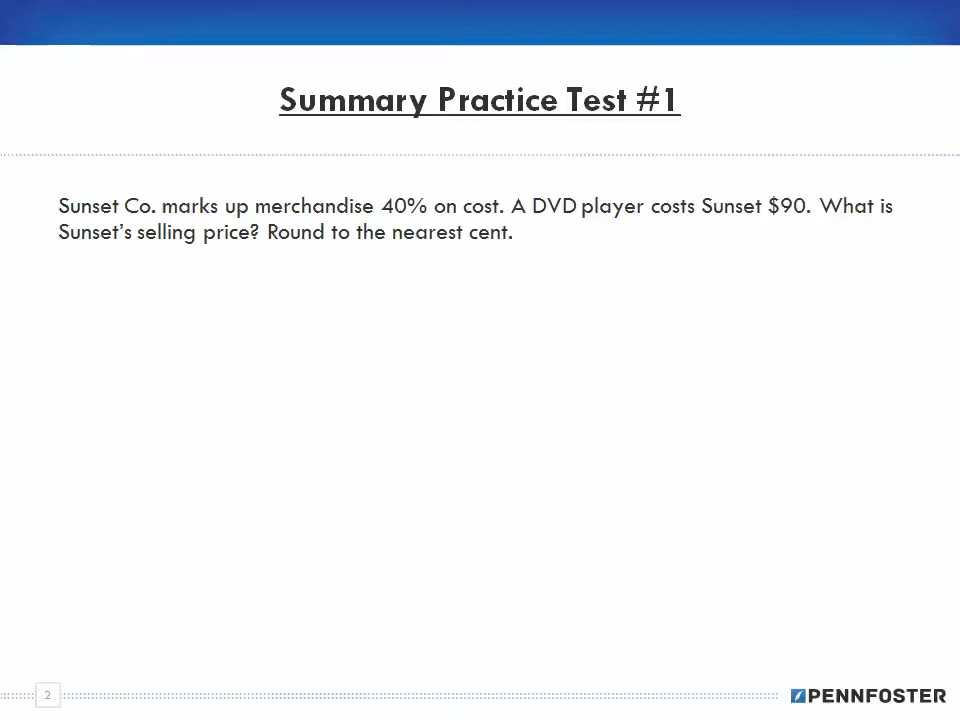 Summary Practice Test #1
Sunset Co. marks up merchandise 40% on cost. A DVD player costs Sunset $90. What is
Sunset's selling price? Round to the nearest cent.
2
PENNFOSTER